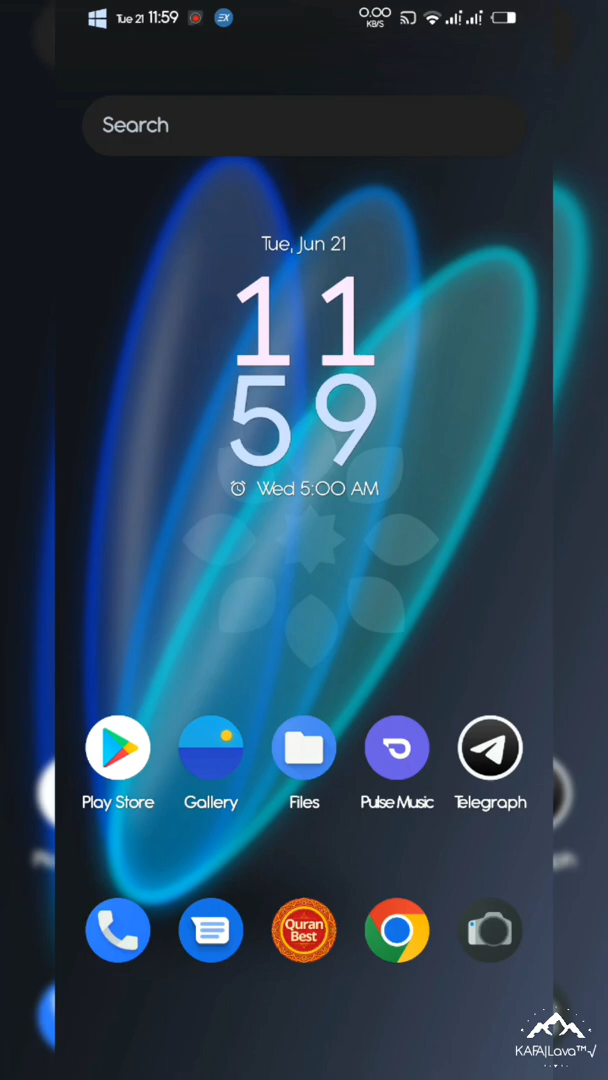 Tue 21 11:59 EX 0.00 KB/S
Search
Tue, Jun 21
11
59
Wed 5:00 AM
Play Store Gallery Files Pulse Music Telegraph
Quran
Best
KAFA|Lava™√